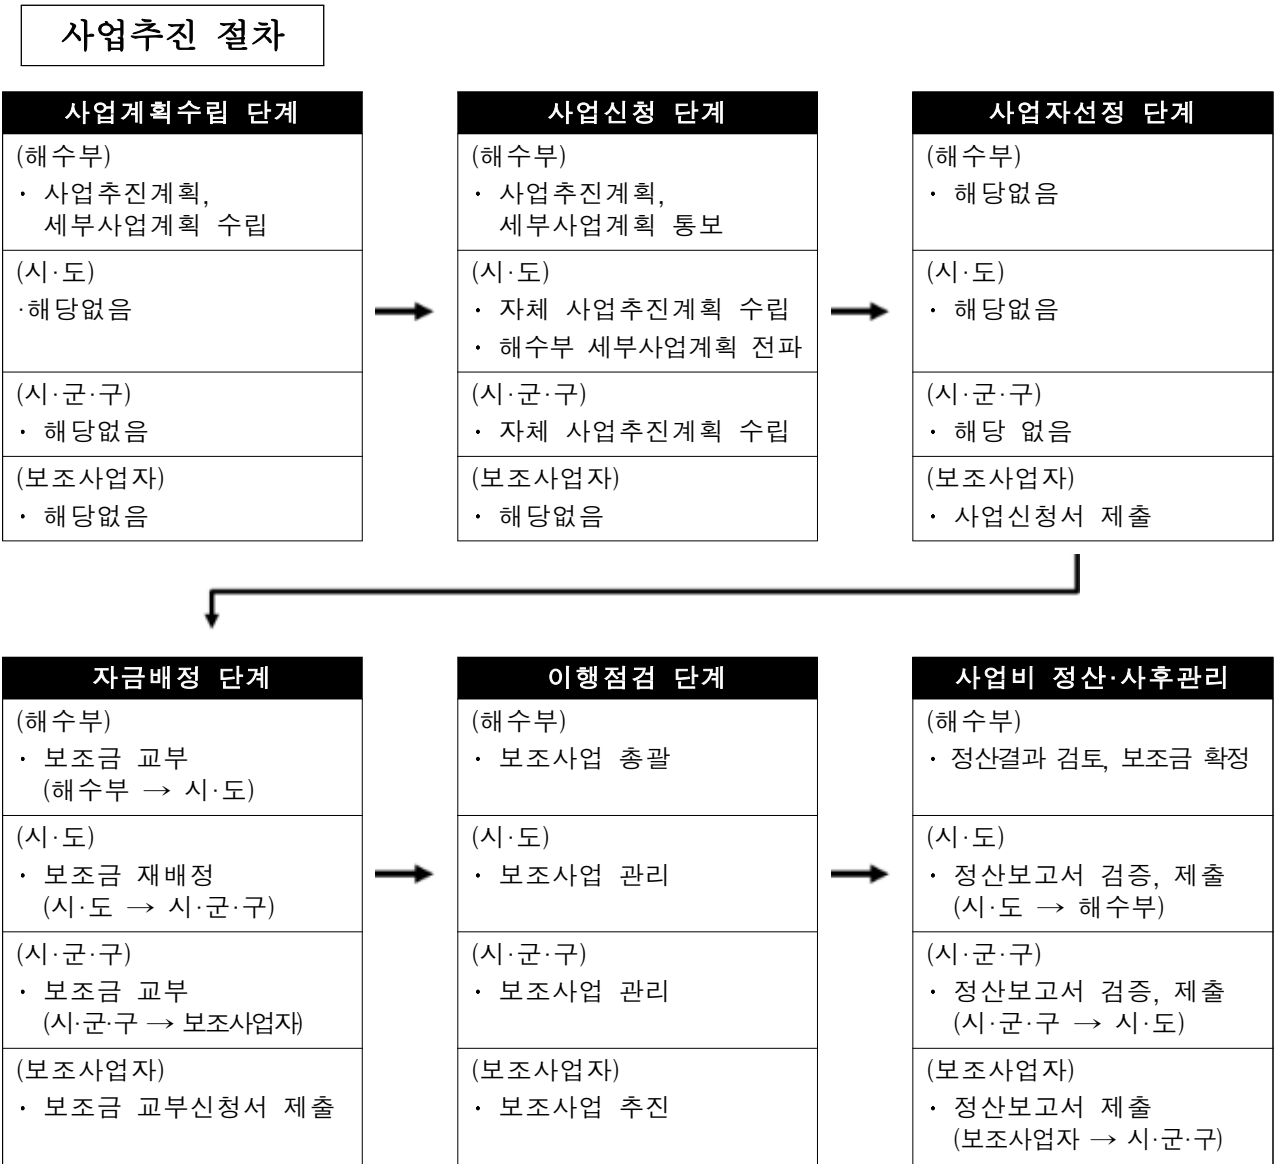 사업추진 절차
사업계획수립 단계
(해수부)
· 사업추진계획,
세부사업계획 수립
(시·도)
·해당없음
(시·군·구)
· 해당없음
(보조사업자)
· 해당없음
사업신청 단계
(해수부)
· 사업추진계획,
세부사업계획 통보
(시·도)
· 자체 사업추진계획 수립
· 해수부 세부사업계획 전파
(시·군·구)
· 자체 사업추진계획 수립
(보조사업자)
· 해당없음
사업자선정 단계
(해수부)
· 해당없음
(시·도)
· 해당없음
(시·군·구)
· 해당 없음
(보조사업자)
· 사업신청서 제출
자금배정 단계
(해수부)
· 보조금 교부
(해수부 → 시·도)
(시·도)
· 보조금 재배정
(시·도 → 시·군·구)
(시·군·구)
· 보조금 교부
(시·군·구 → 보조사업자)
(보조사업자)
· 보조금 교부신청서 제출
이행점검 단계
(해수부)
· 보조사업 총괄
(시·도)
· 보조사업 관리
(시·군·구)
· 보조사업 관리
(보조사업자)
· 보조사업 추진
사업비 정산·사후관리
(해수부)
· 정산결과 검토, 보조금 확정
(시·도)
· 정산보고서 검증, 제출
(시·도 → 해수부)
(시·군·구)
· 정산보고서 검증, 제출
(시·군·구 → 시·도)
(보조사업자)
· 정산보고서 제출
(보조사업자 → 시·군·구)